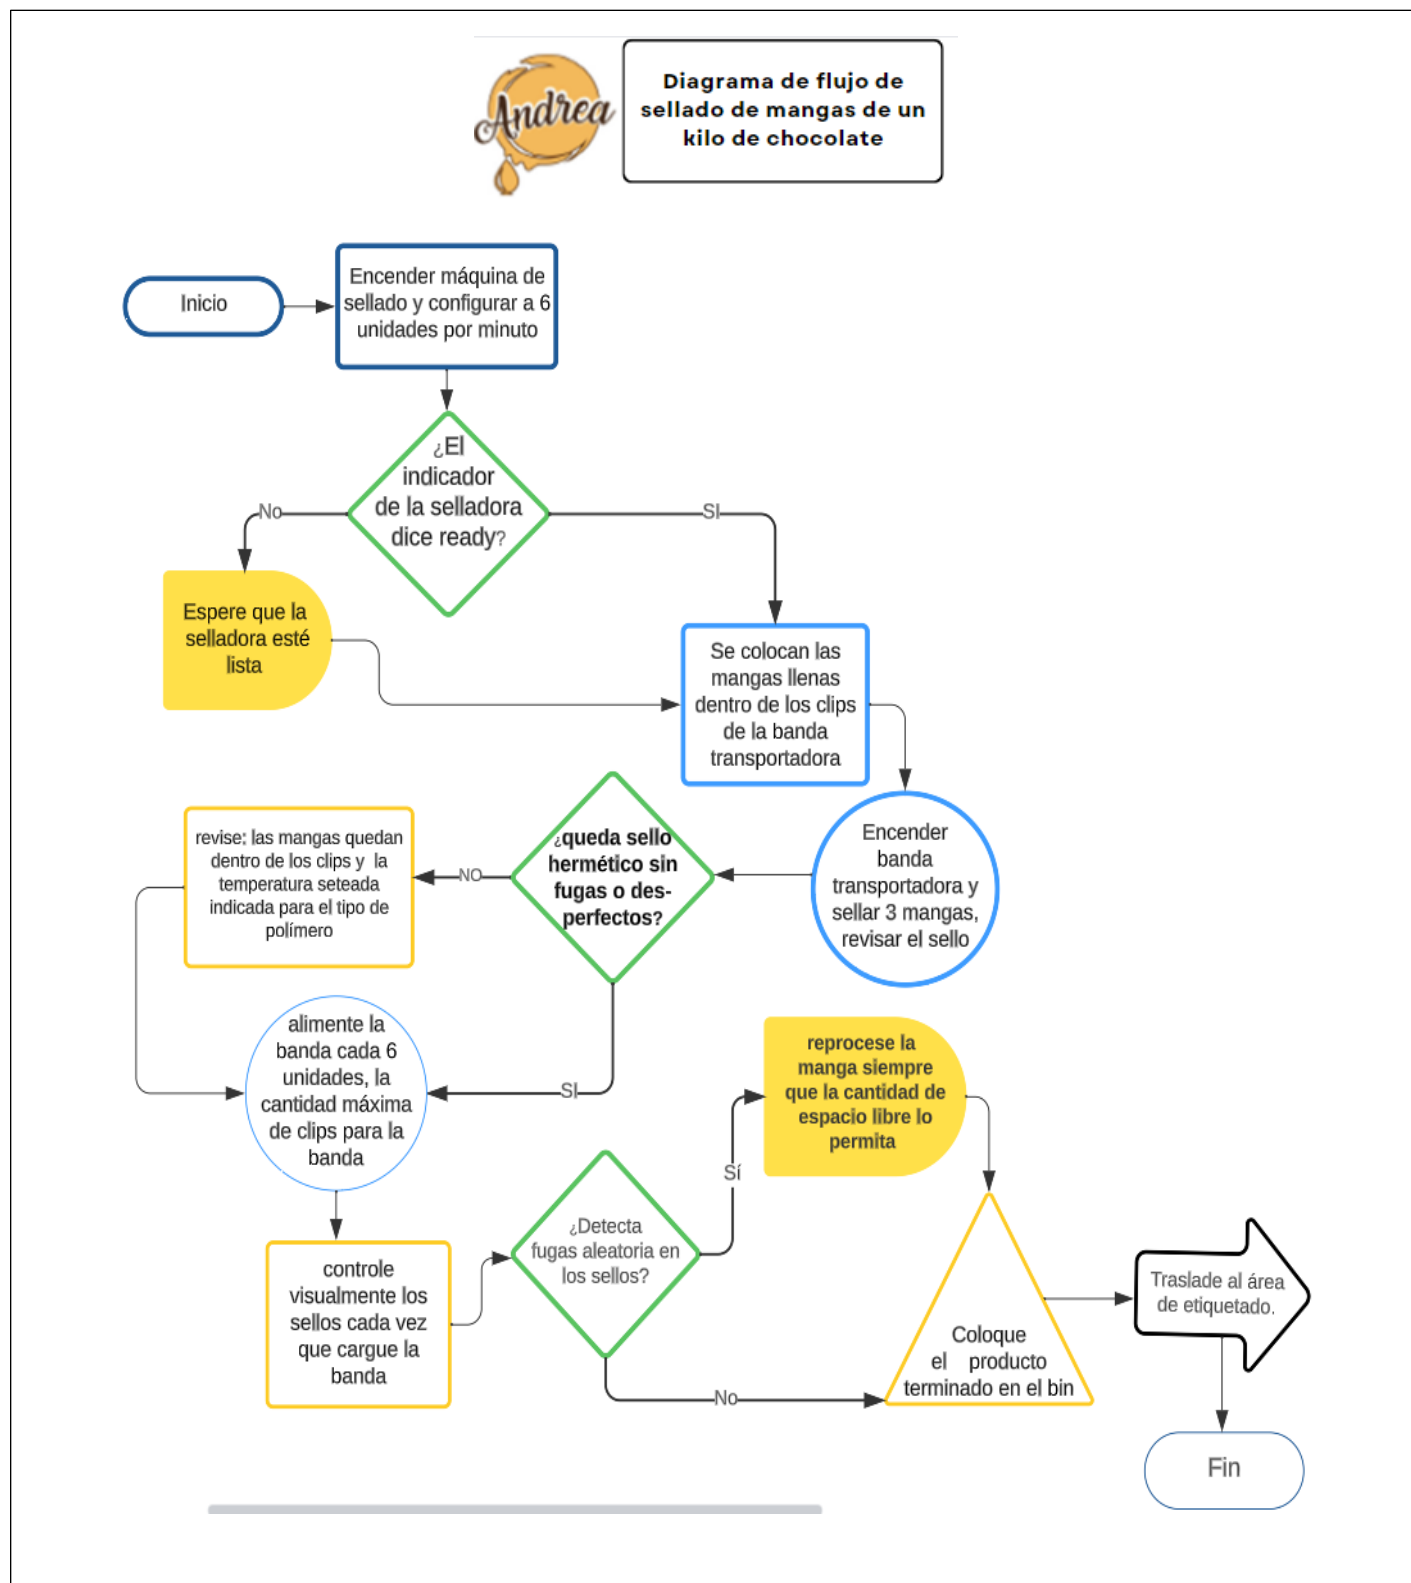 Andrea
Diagrama de flujo de
sellado de mangas de un
kilo de chocolate
Inicio
Encender máquina de
sellado y configurar a 6
unidades por minuto
¿El
indicador
de la selladora
dice ready?
No
SI
Espere que la
selladora esté
lista
Se colocan las
mangas llenas
dentro de los clips
de la banda
transportadora
Encender
banda
transportadora y
sellar 3 mangas,
revisar el sello
¿queda sello
hermético sin
fugas o des-
perfectos?
NO
revise: las mangas quedan
dentro de los clips y la
temperatura seteada
indicada para el tipo de
polímero
SI
alimente la
banda cada 6
unidades, la
cantidad máxima
de clips para la
banda
controle
visualmente los
sellos cada vez
que cargue la
banda
¿Detecta
fugas aleatoria en
los sellos?
Sí
reprocese la
manga siempre
que la cantidad de
espacio libre lo
permita
No
Coloque
el producto
terminado en el bin
Traslade al área
de etiquetado.
Fin